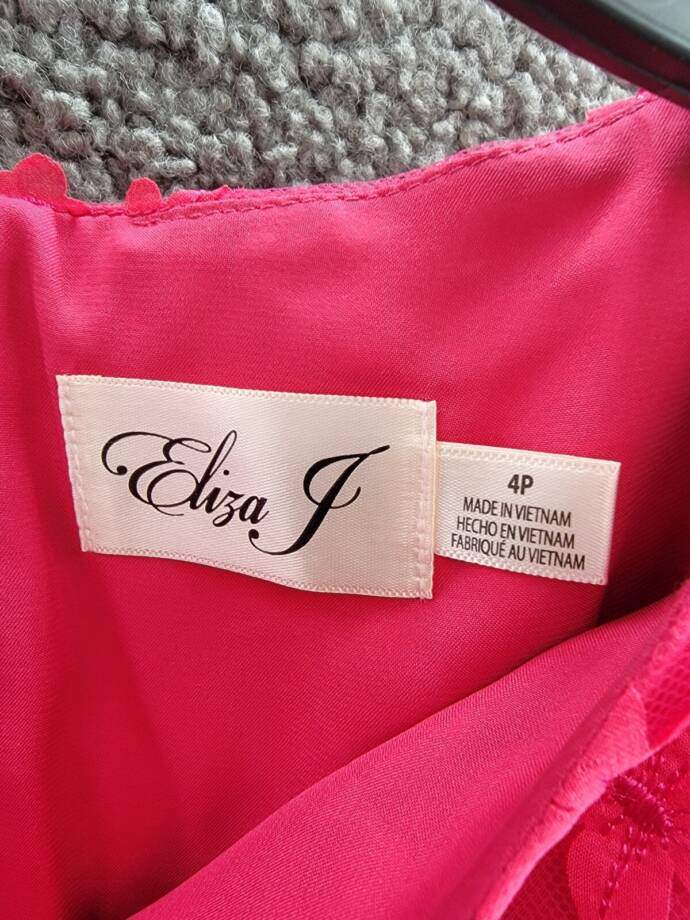 Eliza J
4P
MADE IN VIETNAM
HECHO EN VIETNAM
FABRIQUÉ AU VIETNAM